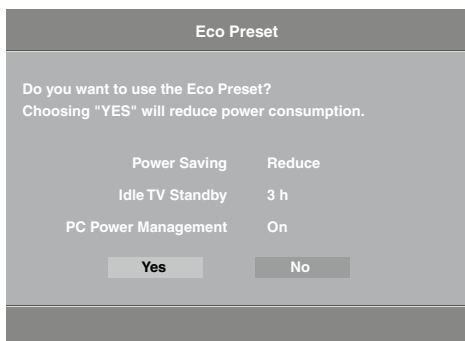 Eco Preset
Do you want to use the Eco Preset?
Choosing "YES" will reduce power consumption.
Power Saving Reduce
Idle TV Standby 3 h
PC Power Management On
Yes No